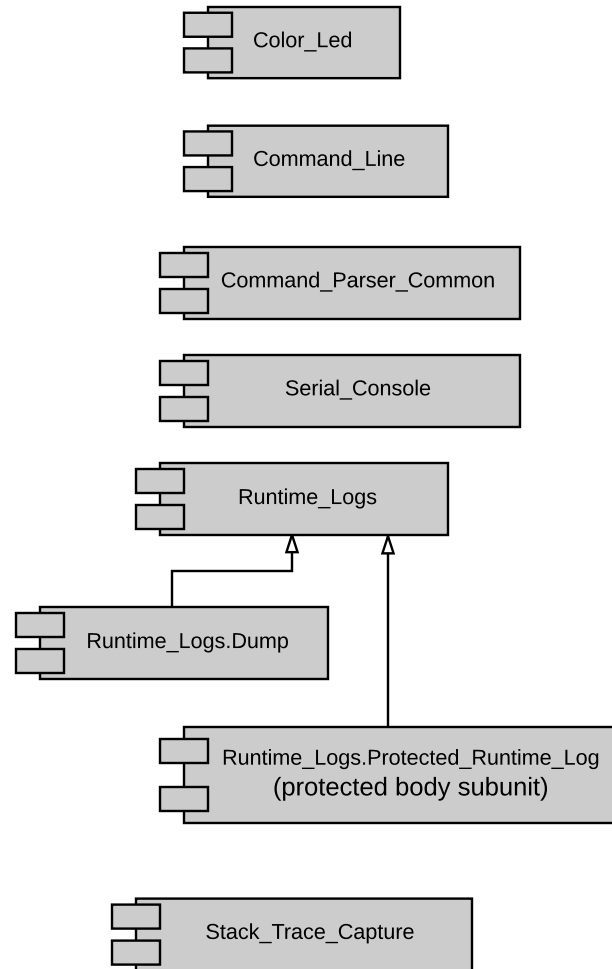 Color_Led
Command_Line
Command_Parser_Common
Serial_Console
Runtime_Logs
Runtime_Logs.Dump
Runtime_Logs.Protected_Runtime_Log
(protected body subunit)
Stack_Trace_Capture